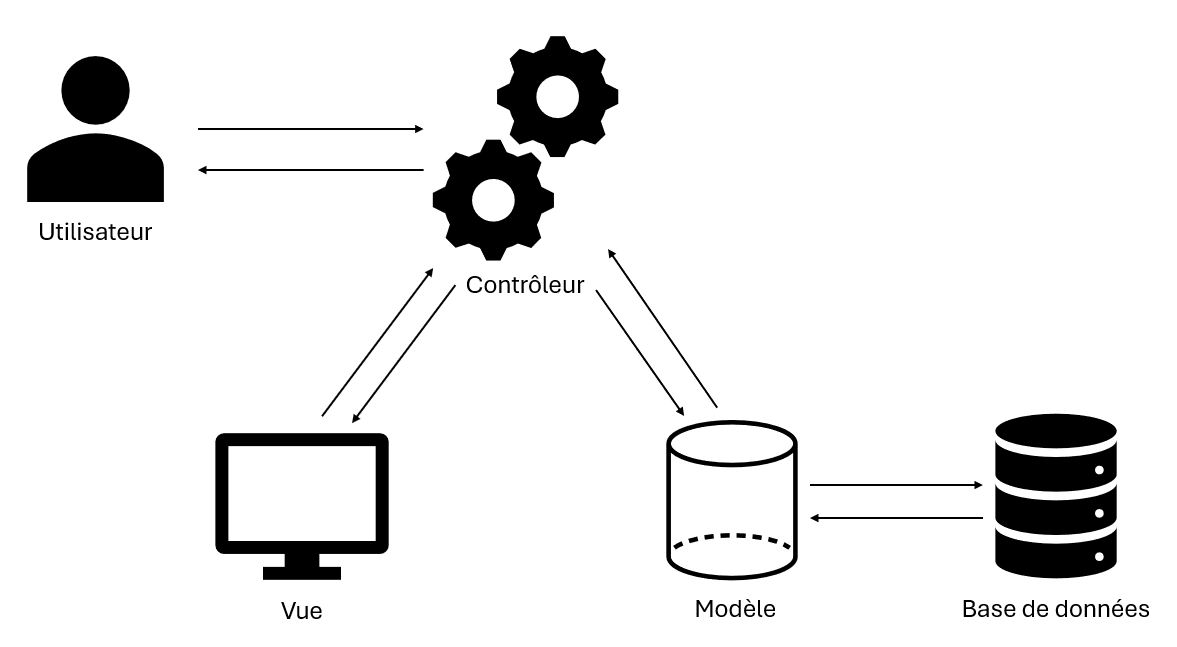 Utilisateur
Contrôleur
Vue
Modèle
Base de données